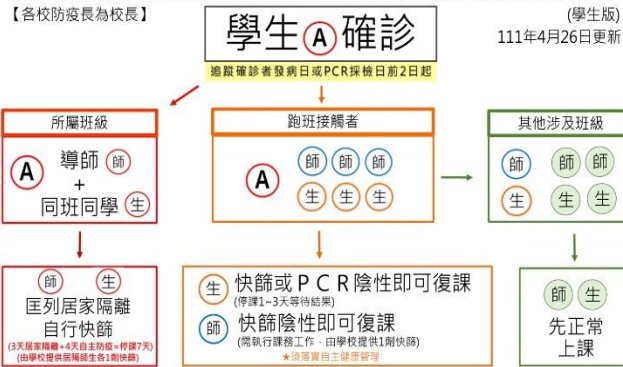 【各校防疫長為校長】
學生Ⓐ確診
(學生版)
111年4月26日更新
追蹤確診者發病日或PCR採檢日前2日起
所屬班級
A
導師 師
+
同班同學 生
跑班接觸者
A
師 師 師
生 生 生
其他涉及班級
師 師 師
生 生 生
師 生
匡列居家隔離
自行快篩
(3天居家隔離+4天自主防疫=停課7天)
(由學校提供居隔師生各1劑快篩)
生 快篩或PCR陰性即可復課
(停課1~3天等待結果)
師 快篩陰性即可復課
(需執行課務工作,由學校提供1劑快篩)
★須落實自主健康管理
師 生
先正常
上課